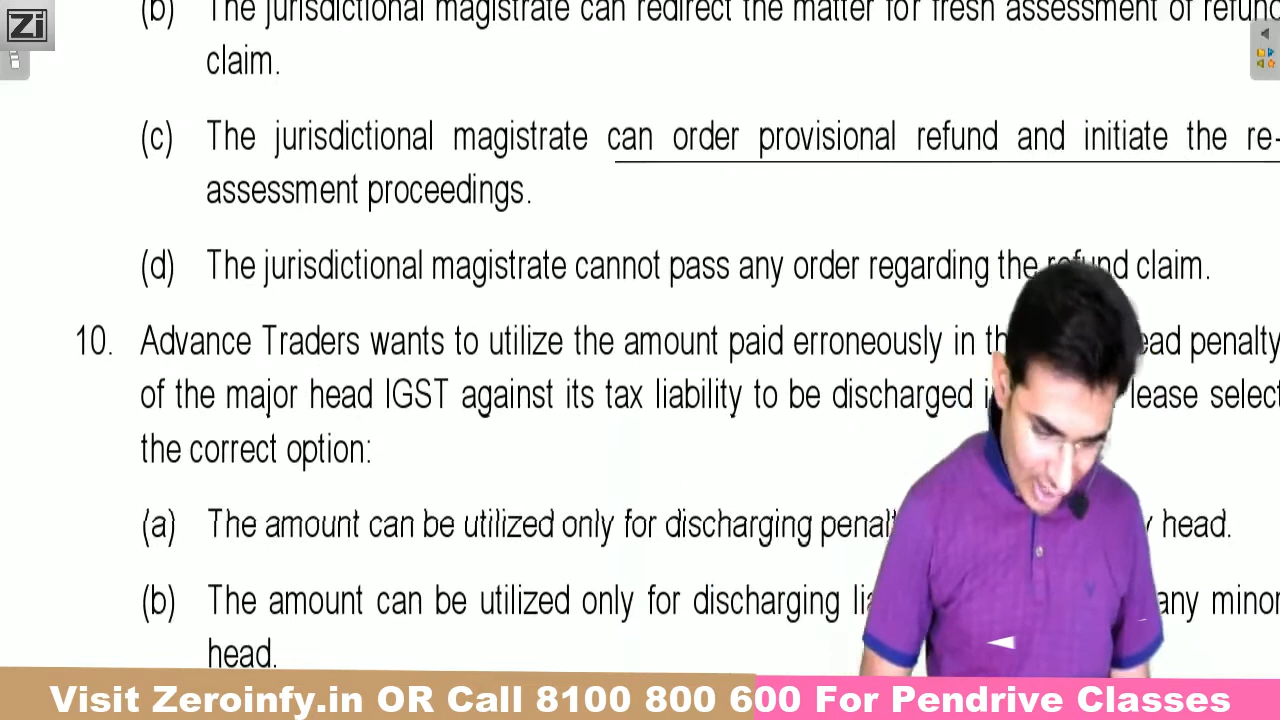 Zi
(b) The jurisdictional magistrate can redirect the matter for fresh assessment of refund
claim.
(c) The jurisdictional magistrate can order provisional refund and initiate the re-
assessment proceedings.
(d) The jurisdictional magistrate cannot pass any order regarding the refund claim.
10. Advance Traders wants to utilize the amount paid erroneously in penalty
of the major head IGST against its tax liability to be discharged select
the correct option:
(a) The amount can be utilized only for discharging head.
(b) The amount can be utilized only for discharging any minor
head.
Visit Zeroinfy.in OR Call 8100 800 600 For Pendrive Classes